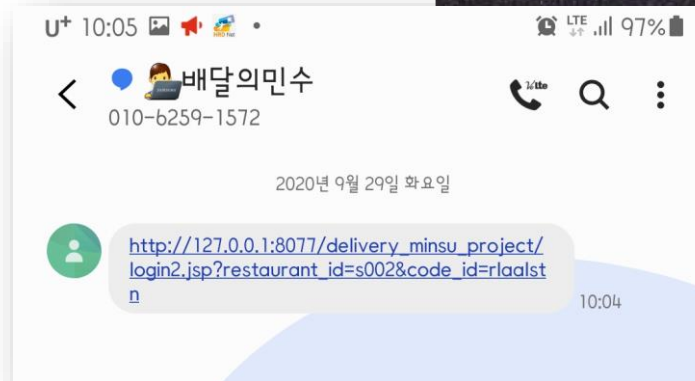 U+ 10:05 LTE 97%
배달의민수
010-6259-1572
2020년 9월 29일 화요일
http://127.0.0.1:8077/delivery_minsu_project/
login2.jsp?restaurant_id=s002&code_id=rlaalst
n
10:04